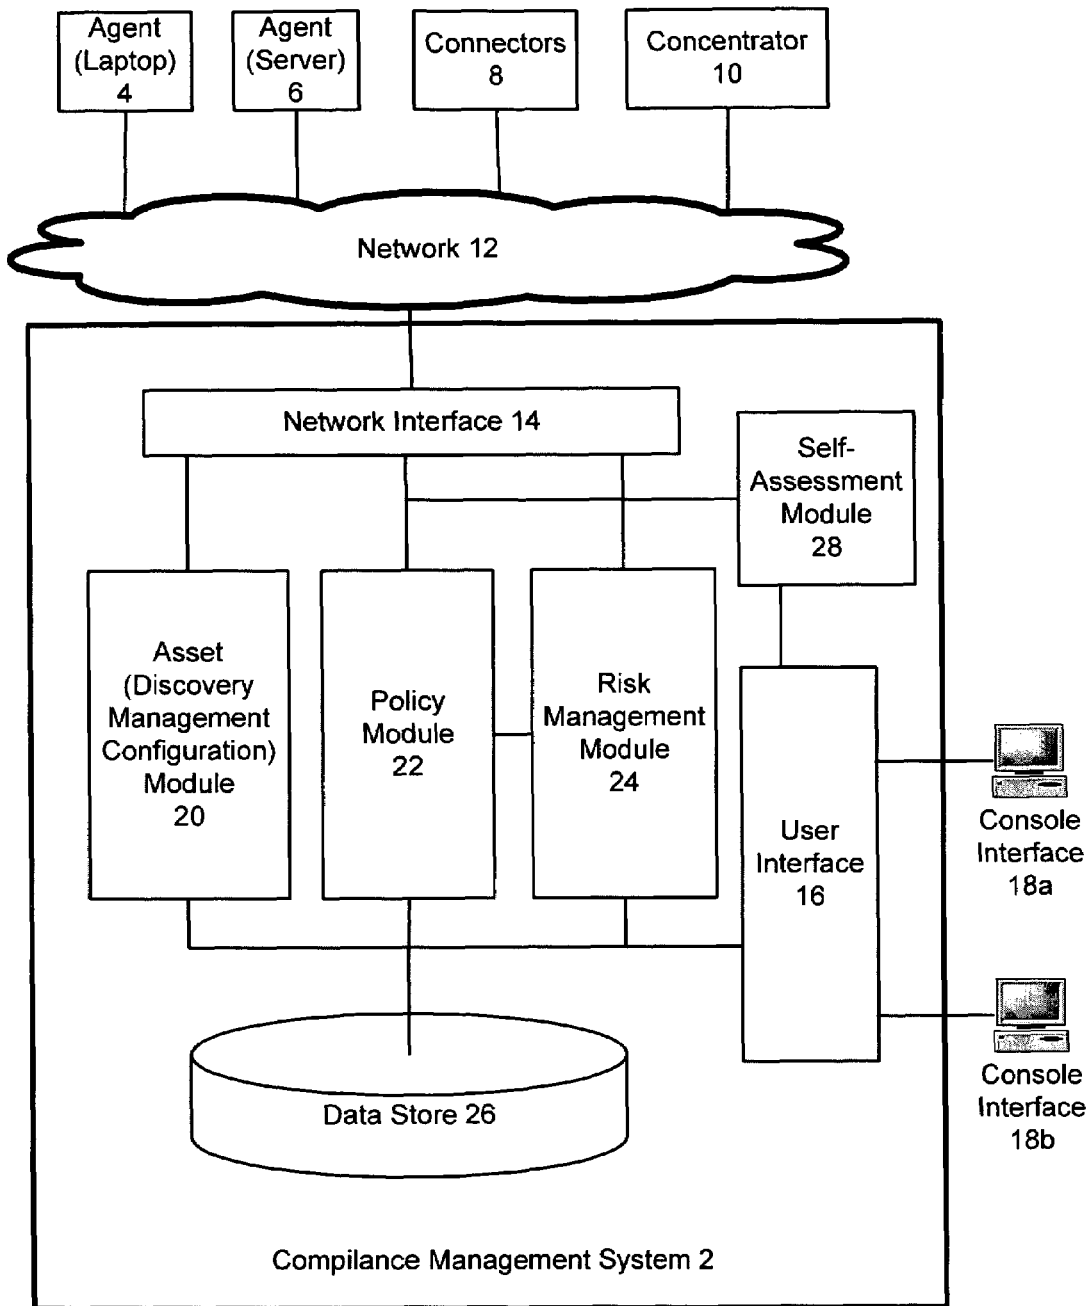 Agent
(Laptop)
4
Agent
(Server)
6
Connectors
8
Concentrator
10
Network 12
Network Interface 14
Self-
Assessment
Module
28
Asset
(Discovery
Management
Configuration)
Module
20
Policy
Module
22
Risk
Management
Module
24
User
Interface
16
Console
Interface
18a
Console
Interface
18b
Data Store 26
Compilance Management System 2